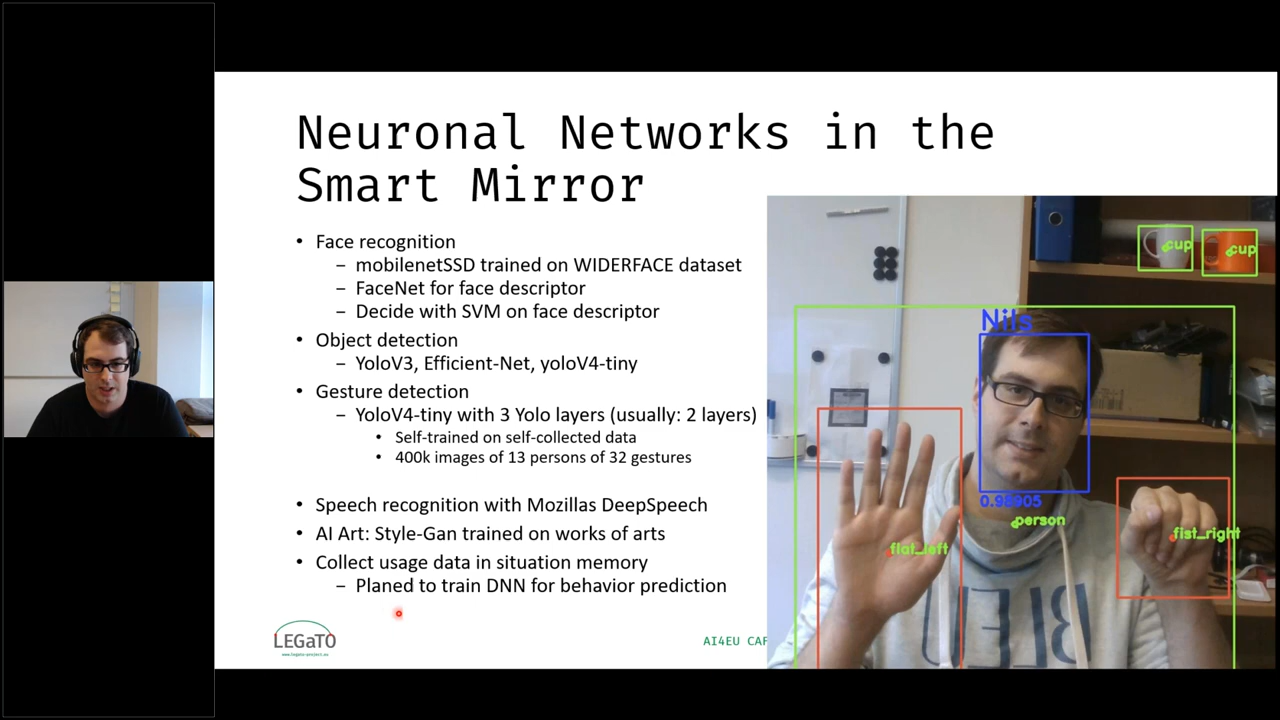 Neuronal Networks in the
Smart Mirror
• Face recognition
– mobilenetSSD trained on WIDERFACE dataset
– FaceNet for face descriptor
– Decide with SVM on face descriptor
• Object detection
– YoloV3, Efficient-Net, yoloV4-tiny
• Gesture detection
– YoloV4-tiny with 3 Yolo layers (usually: 2 layers)
• Self-trained on self-collected data
• 400k images of 13 persons of 32 gestures
• Speech recognition with Mozillas DeepSpeech
• AI Art: Style-Gan trained on works of arts
• Collect usage data in situation memory
– Planed to train DNN for behavior prediction
LEGaTO
www.legato-project.eu
AI4EU CAF
cup
cup
Nils
0.98905
person
flat_left
fist_right